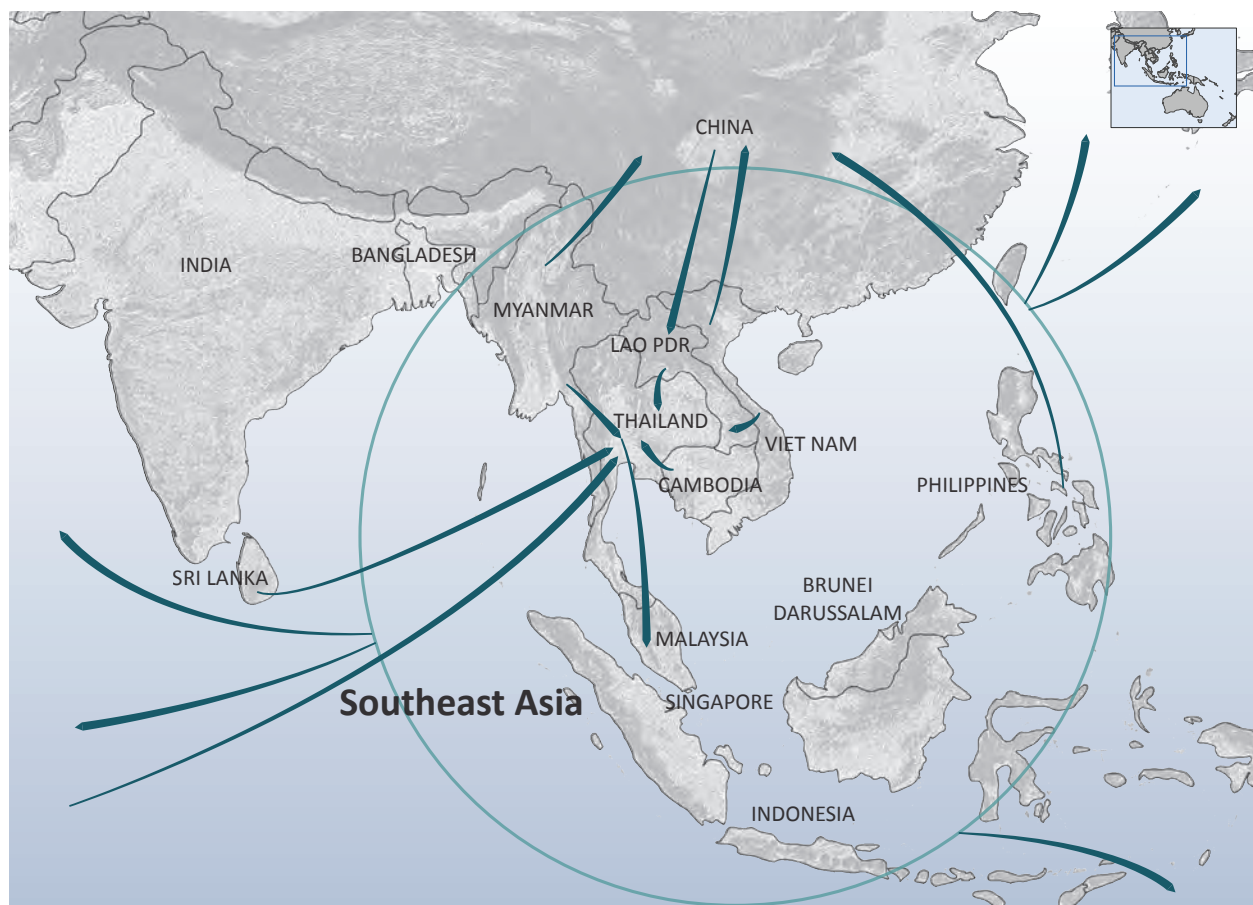 CHINA
INDIA
BANGLADESH
MYANMAR
LAO PDR
THAILAND
VIET NAM
CAMBODIA
PHILIPPINES
SRI LANKA
BRUNEI
DARUSSALAM
MALAYSIA
Southeast Asia
SINGAPORE
INDONESIA